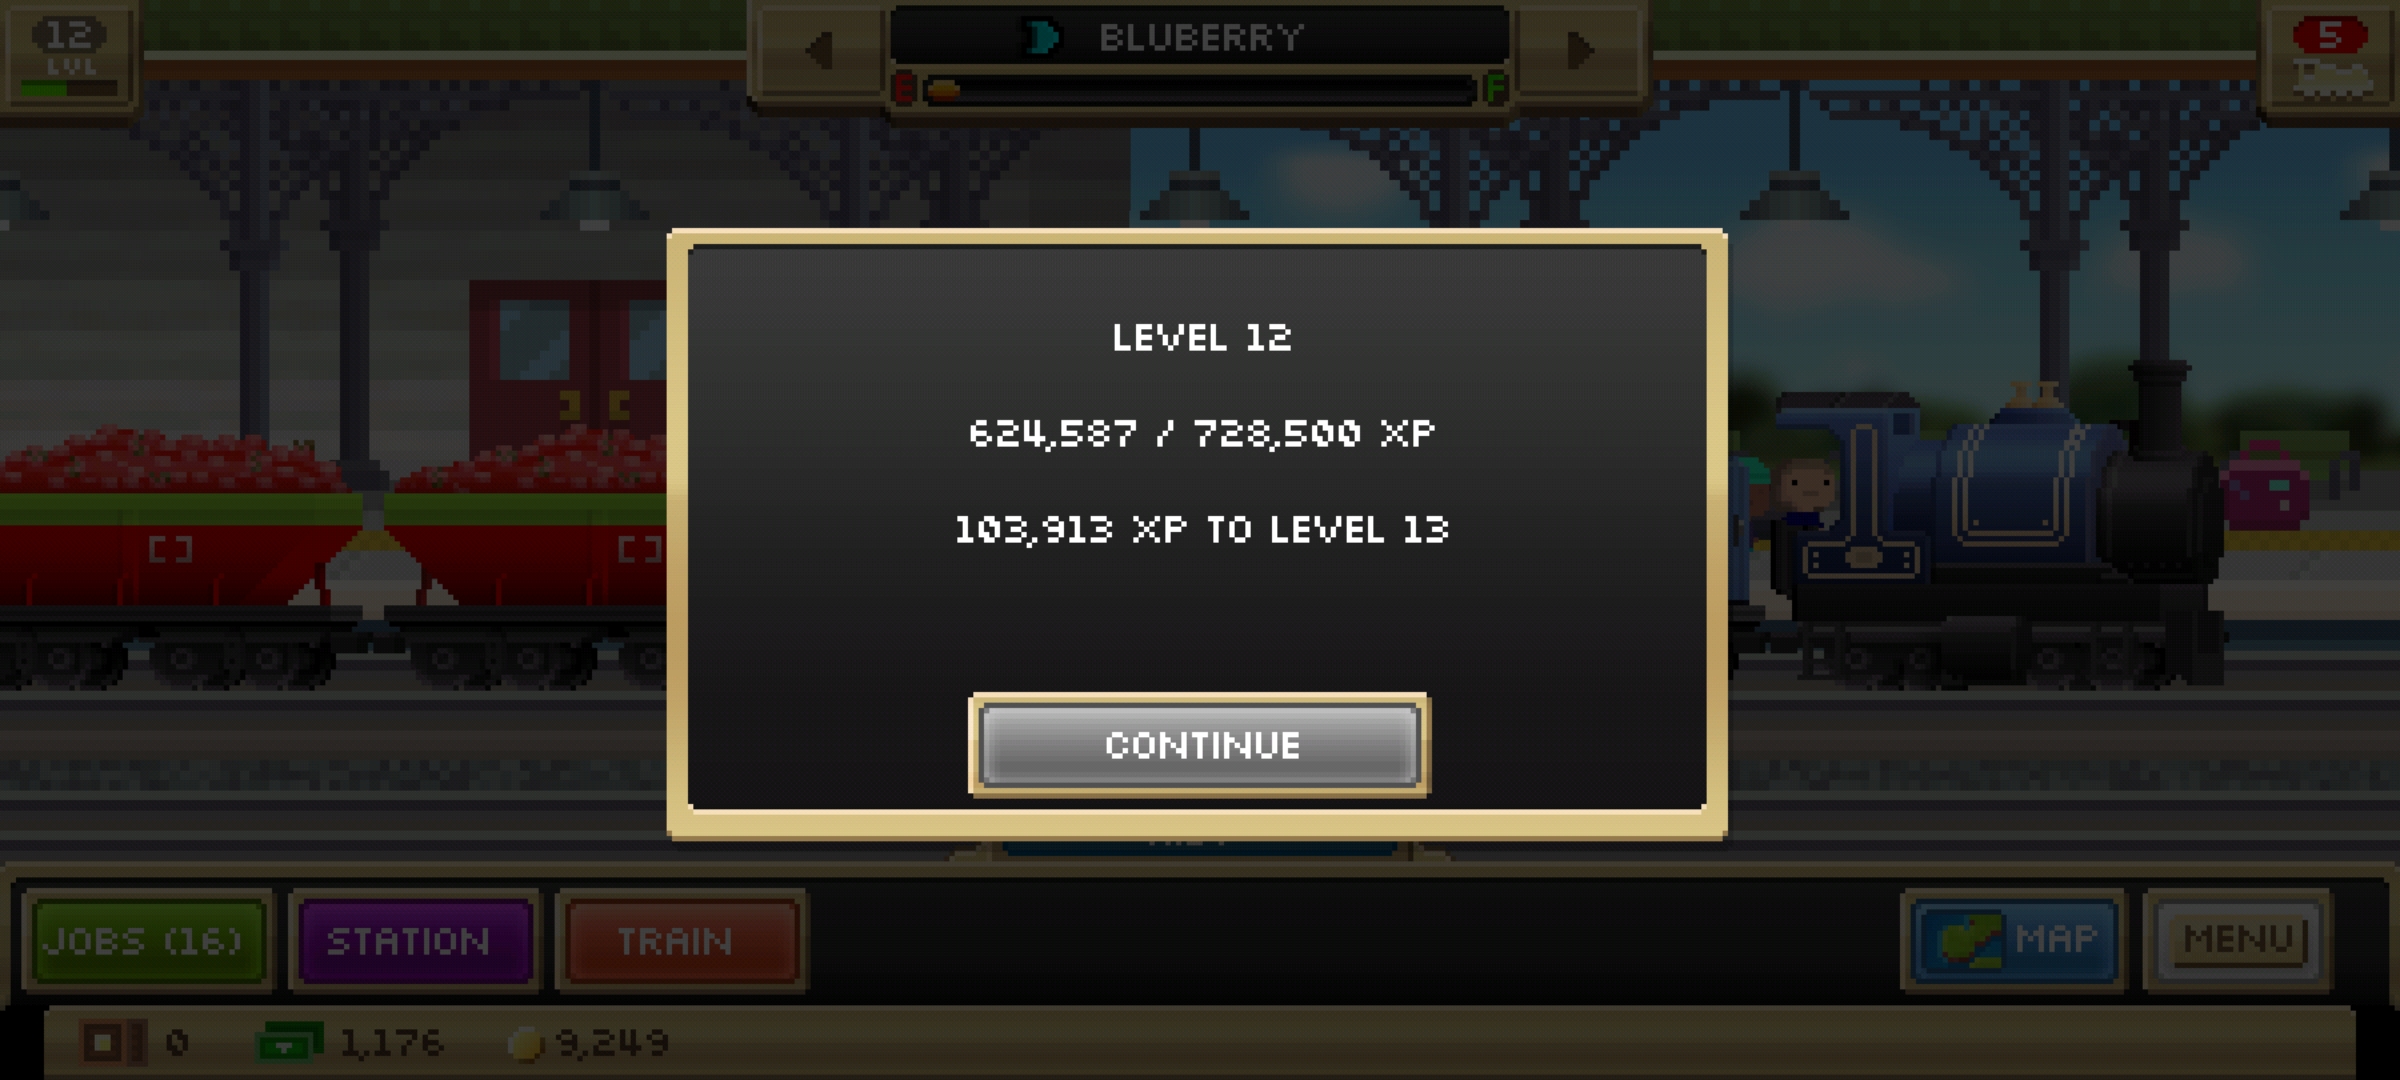 12
LVL
BLUBERRY
E
F
5
LEVEL 12
624,587 / 728,500 XP
103,913 XP TO LEVEL 13
CONTINUE
JOBS (16)
STATION
TRAIN
MAP
MENU
0
1,176
9,249